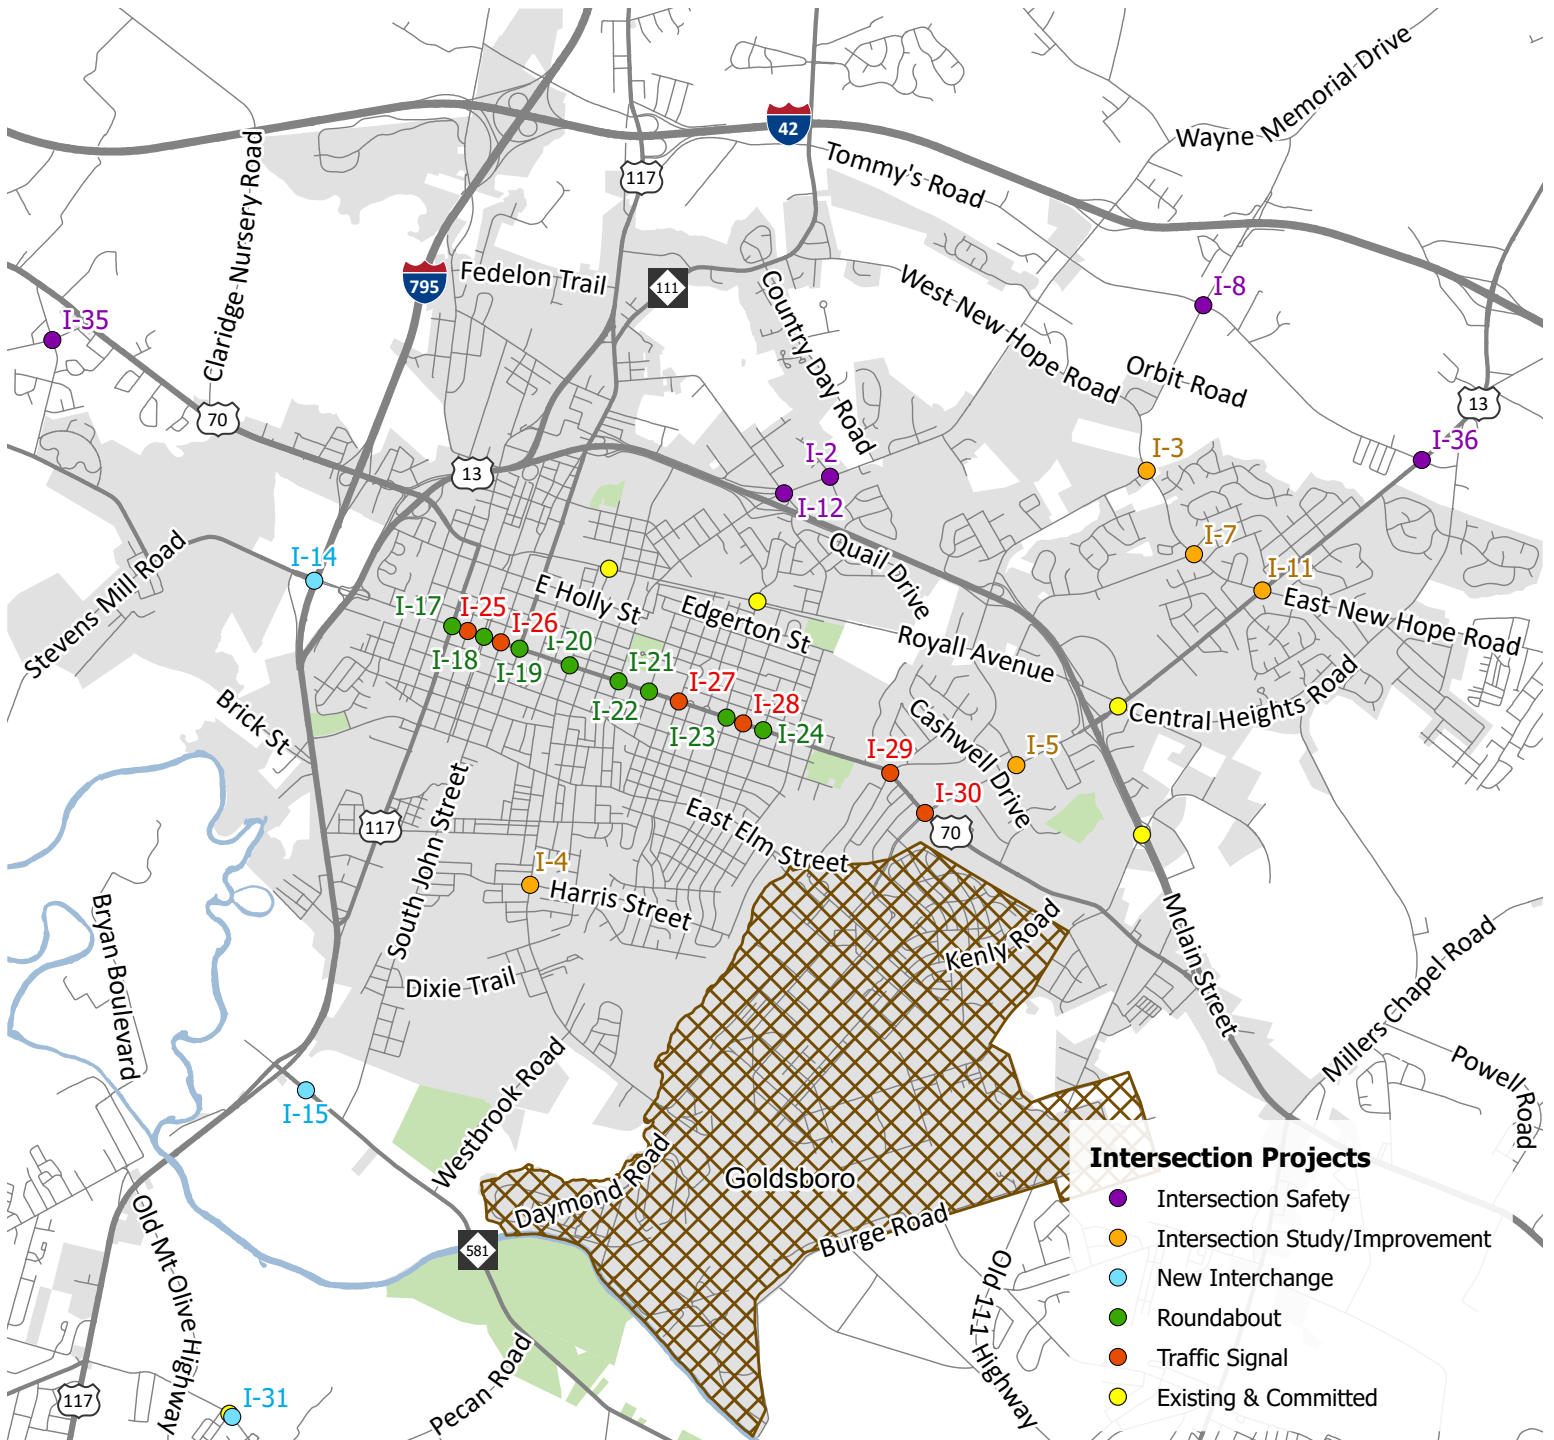 Wayne Memorial Drive
42
Tommy's Road
117
Claridge Nursery Road
795
Fedelon Trail
111
Country Day Road
West New Hope Road
I-8
I-35
Orbit Road
70
13
13
I-36
I-2
I-3
I-12
Quail Drive
I-7
I-11
Stevens Mill Road
I-14
E Holly St
Edgerton St
East New Hope Road
I-17
I-25
I-26
I-20
Royall Avenue
I-18
I-19
I-21
I-27
I-22
I-28
I-23
I-24
Central Heights Road
Brick St
Cashwell Drive
I-29
I-5
I-30
70
117
South John Street
East Elm Street
I-4
Harris Street
Bryan Boulevard
Kenly Road
Mclain Street
Dixie Trail
Millers Chapel Road
Powell Road
I-15
Westbrook Road
Daymond Road
Goldsboro
Burge Road
Old Mt Olive Highway
581
Old 111 Highway
Pecan Road
117
I-31
Intersection Projects
Intersection Safety
Intersection Study/Improvement
New Interchange
Roundabout
Traffic Signal
Existing & Committed